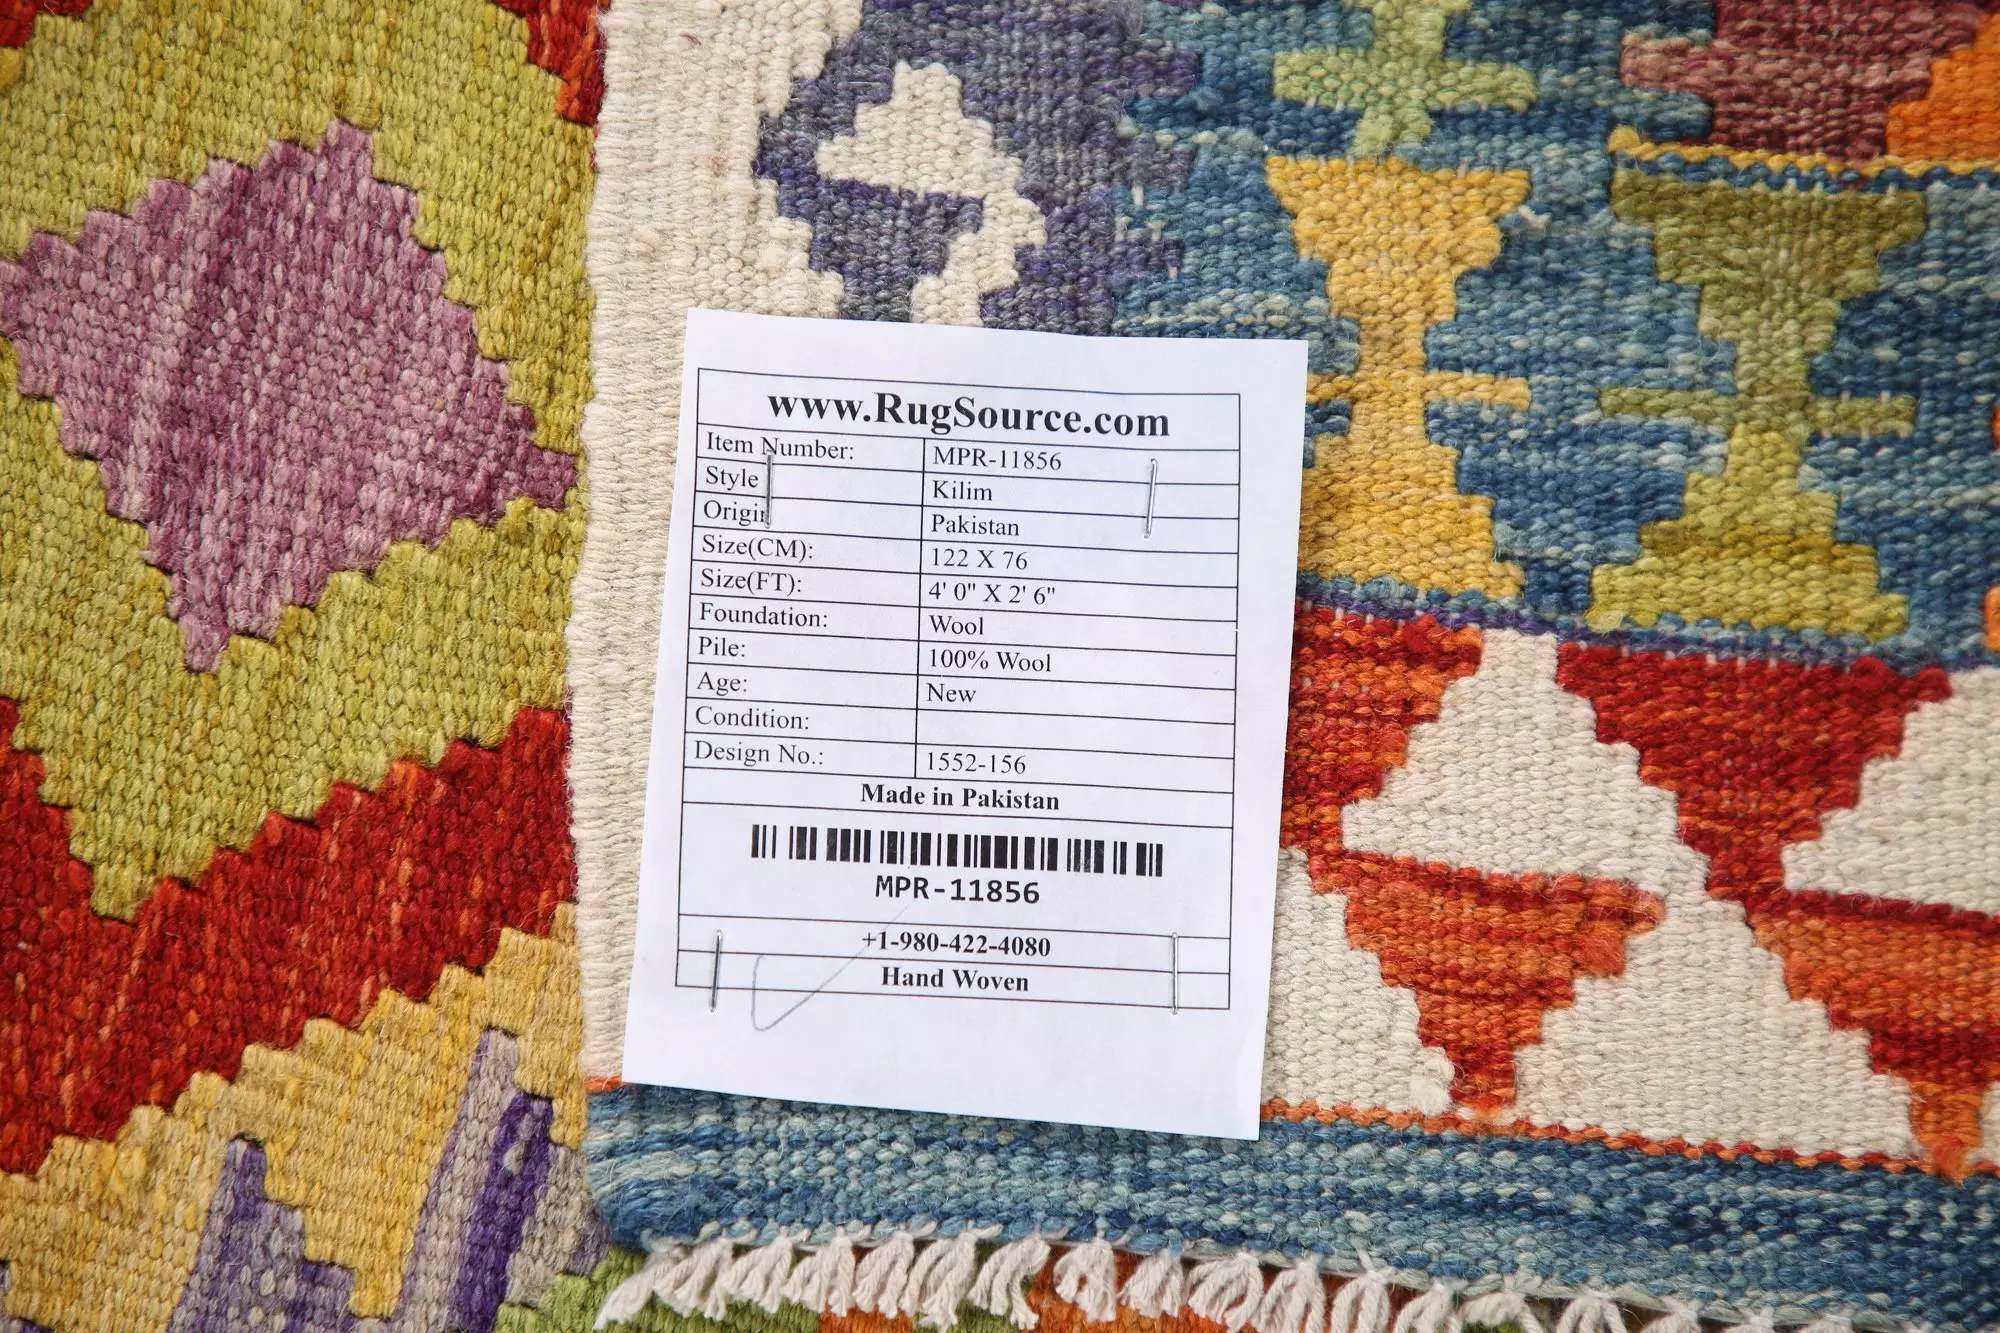 www.RugSource.com
Item Number: MPR-11856
Style Kilim
Origin Pakistan
Size(CM): 122 X 76
Size(FT): 4' 0" X 2' 6"
Foundation: Wool
Pile: 100% Wool
Age: New
Condition:
Design No.: 1552-156
Made in Pakistan
MPR-11856
+1-980-422-4080
Hand Woven